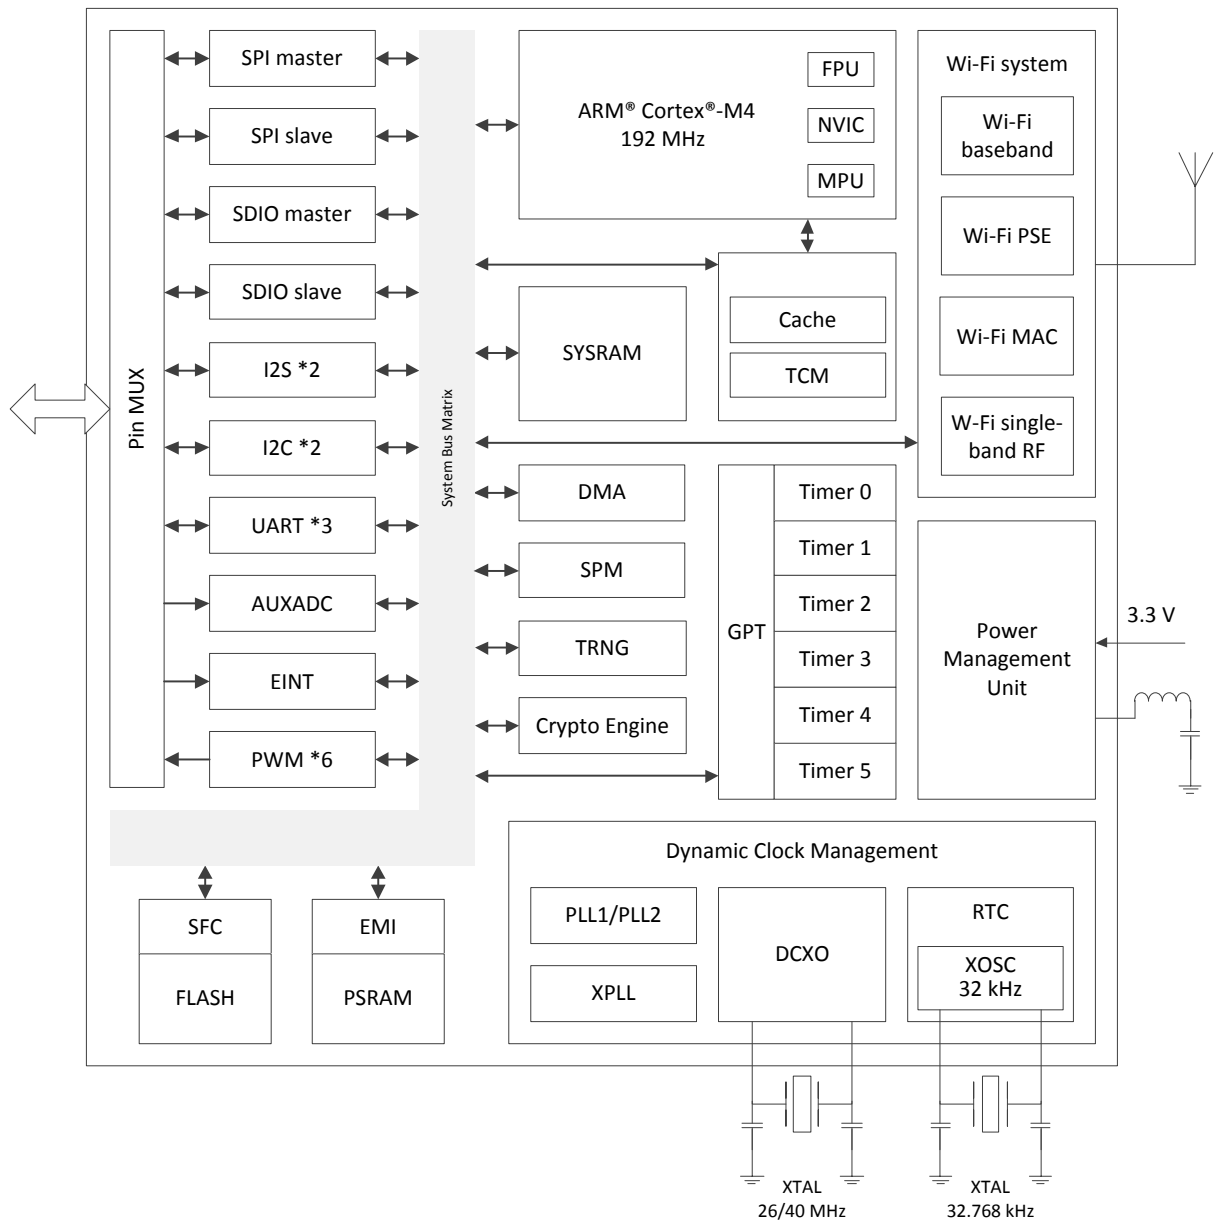 SPI master
SPI slave
SDIO master
SDIO slave
I2S *2
I2C *2
UART *3
AUXADC
EINT
PWM *6
Pin MUX
System Bus Matrix
ARM® Cortex®-M4
192 MHz
FPU
NVIC
MPU
Cache
TCM
SYSRAM
DMA
SPM
TRNG
Crypto Engine
GPT
Timer 0
Timer 1
Timer 2
Timer 3
Timer 4
Timer 5
Wi-Fi system
Wi-Fi
baseband
Wi-Fi PSE
Wi-Fi MAC
W-Fi single-
band RF
Power
Management
Unit
3.3 V
SFC
FLASH
EMI
PSRAM
Dynamic Clock Management
PLL1/PLL2
XPLL
DCXO
RTC
XOSC
32 kHz
XTAL
26/40 MHz
XTAL
32.768 kHz